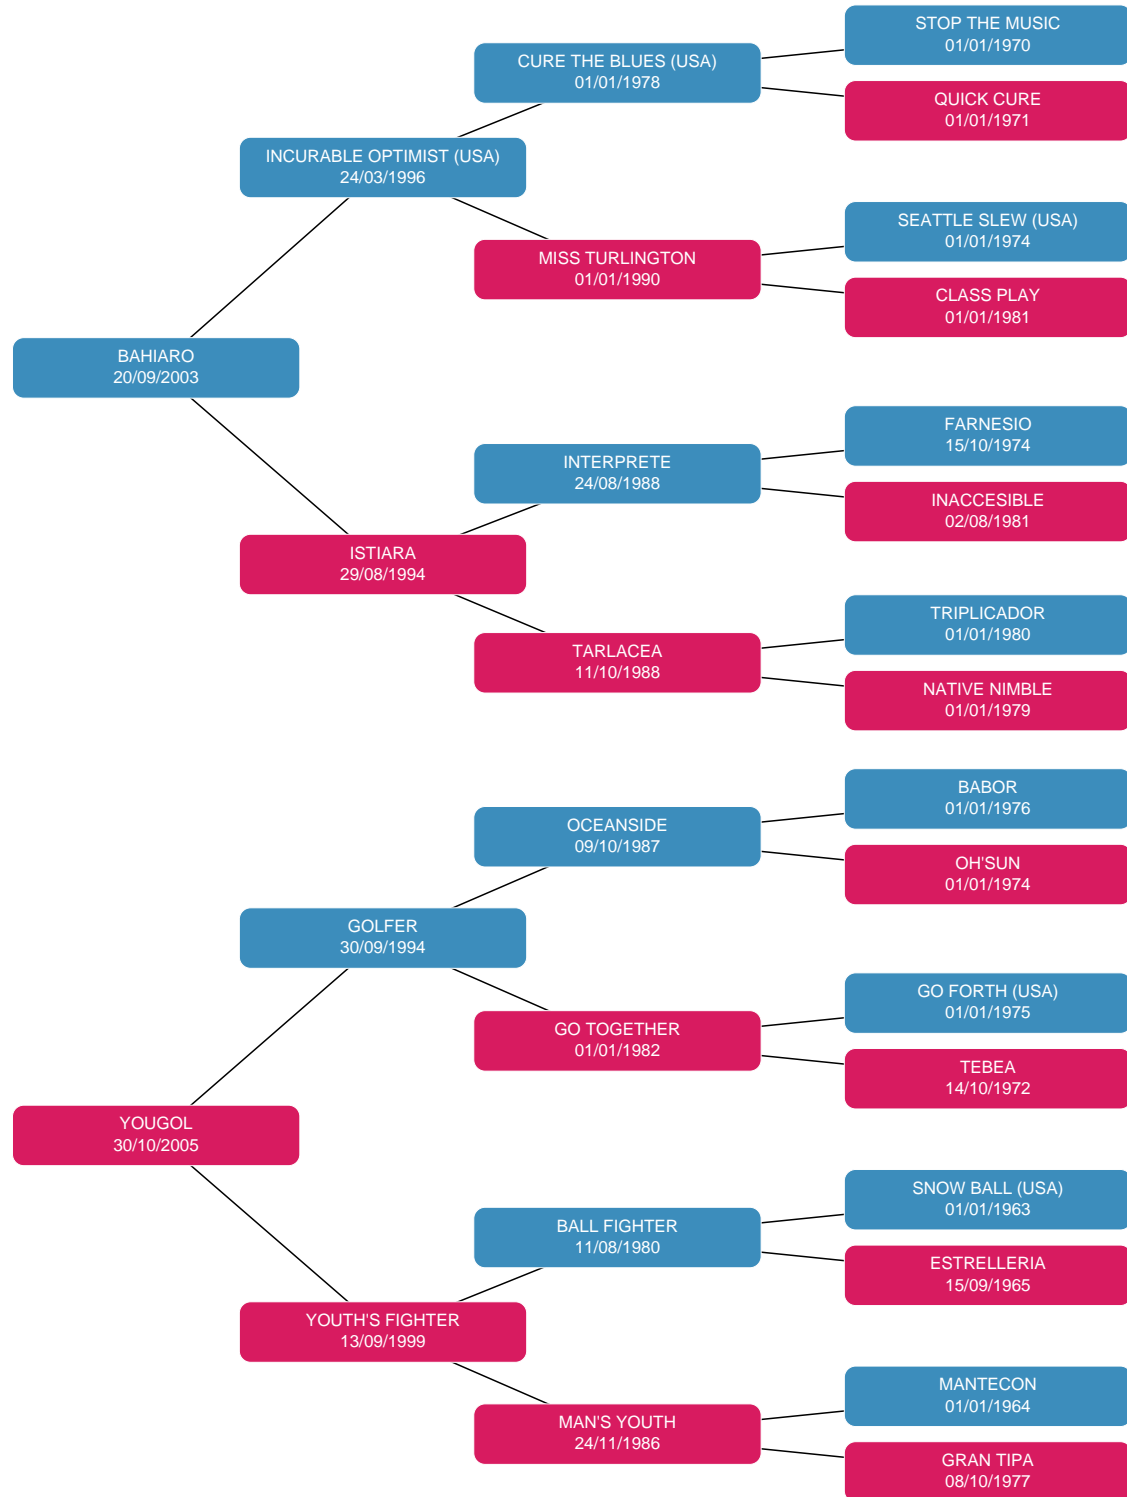 STOP THE MUSIC
01/01/1970
CURE THE BLUES (USA)
01/01/1978
QUICK CURE
01/01/1971
INCURABLE OPTIMIST (USA)
24/03/1996
SEATTLE SLEW (USA)
01/01/1974
MISS TURLINGTON
01/01/1990
CLASS PLAY
01/01/1981
BAHIARO
20/09/2003
FARNESIO
15/10/1974
INTERPRETE
24/08/1988
INACCESIBLE
02/08/1981
ISTIARA
29/08/1994
TRIPLICADOR
01/01/1980
TARLACEA
11/10/1988
NATIVE NIMBLE
01/01/1979
BABOR
01/01/1976
OCEANSIDE
09/10/1987
OH'SUN
01/01/1974
GOLFER
30/09/1994
GO FORTH (USA)
01/01/1975
GO TOGETHER
01/01/1982
TEBEA
14/10/1972
YOUGOL
30/10/2005
SNOW BALL (USA)
01/01/1963
BALL FIGHTER
11/08/1980
ESTRELLERIA
15/09/1965
YOUTH'S FIGHTER
13/09/1999
MANTECON
01/01/1964
MAN'S YOUTH
24/11/1986
GRAN TIPA
08/10/1977